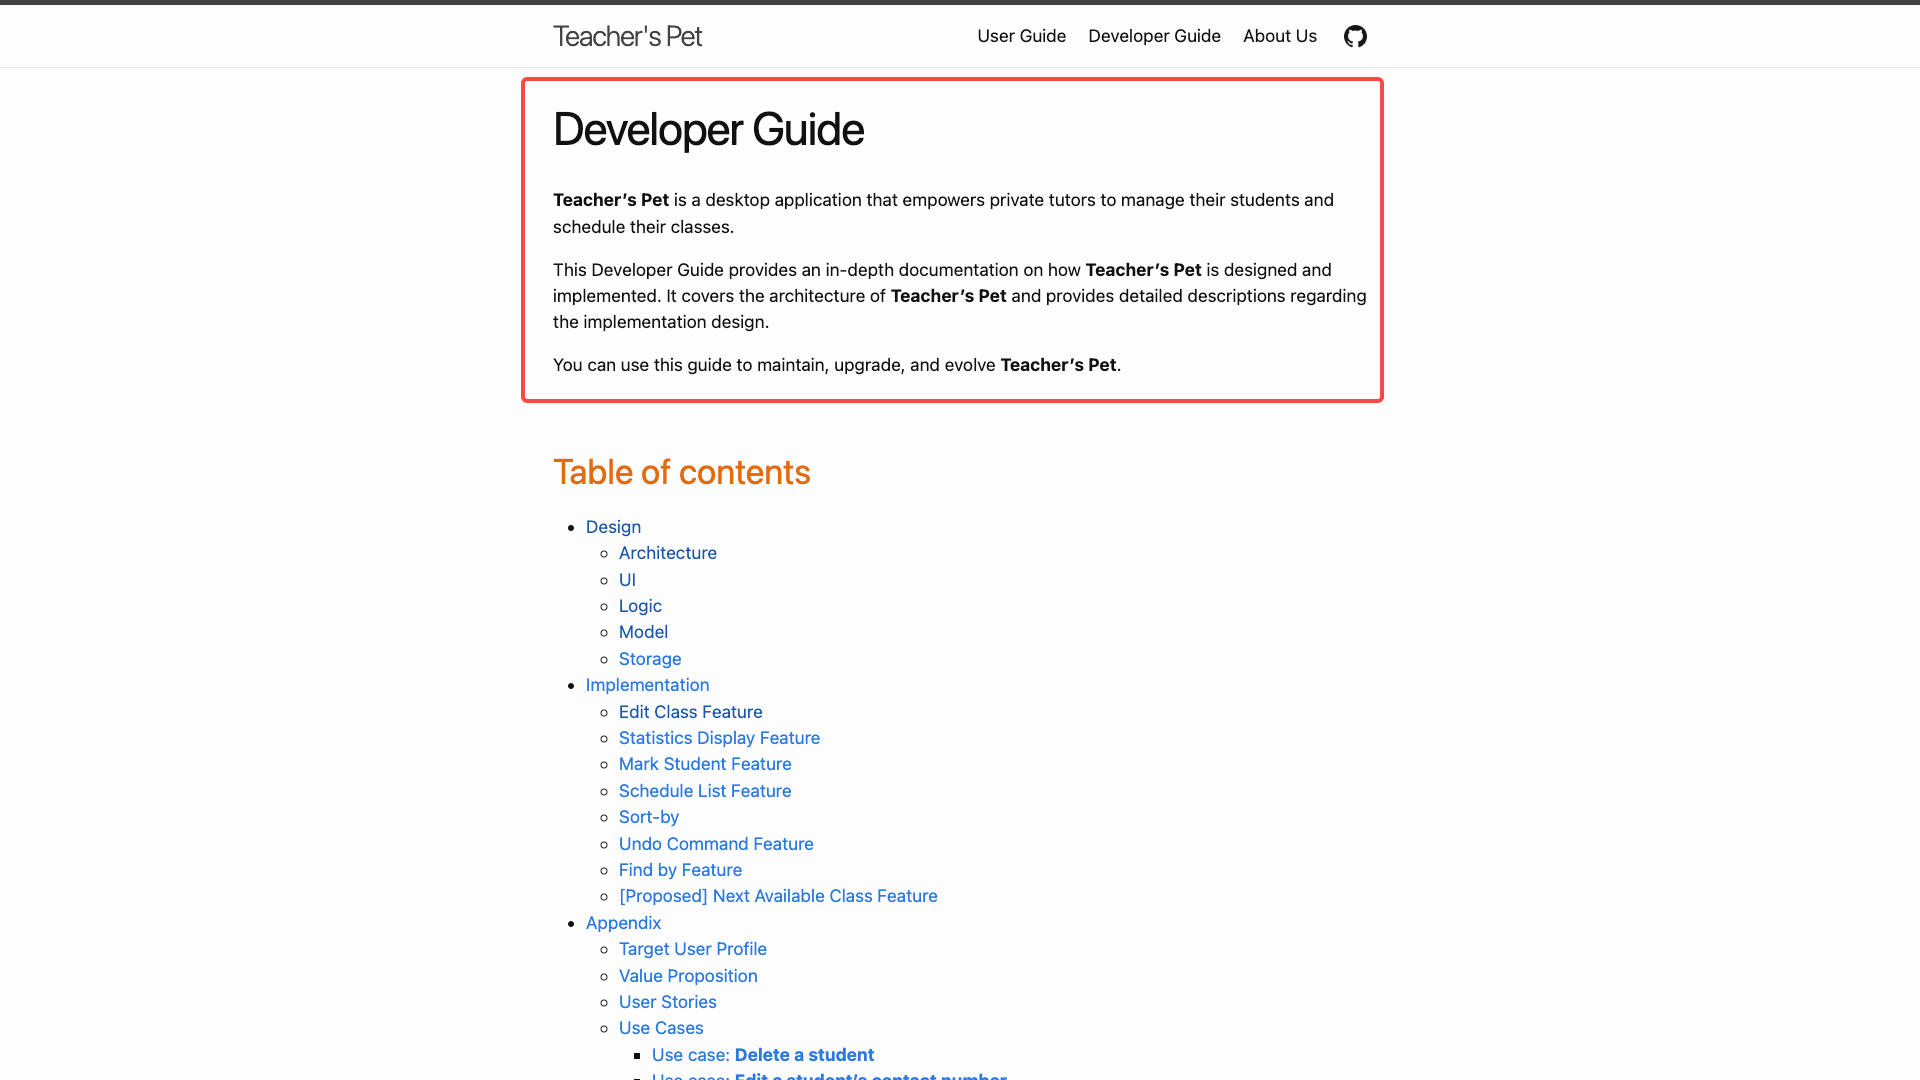 Teacher's Pet
User Guide Developer Guide About Us
Developer Guide
Teacher’s Pet is a desktop application that empowers private tutors to manage their students and
schedule their classes.
This Developer Guide provides an in-depth documentation on how Teacher’s Pet is designed and
implemented. It covers the architecture of Teacher’s Pet and provides detailed descriptions regarding
the implementation design.
You can use this guide to maintain, upgrade, and evolve Teacher’s Pet.
Table of contents
Design
Architecture
UI
Logic
Model
Storage
Implementation
Edit Class Feature
Statistics Display Feature
Mark Student Feature
Schedule List Feature
Sort-by
Undo Command Feature
Find by Feature
[Proposed] Next Available Class Feature
Appendix
Target User Profile
Value Proposition
User Stories
Use Cases
Use case: Delete a student
Use case: Edit a student’s contact number